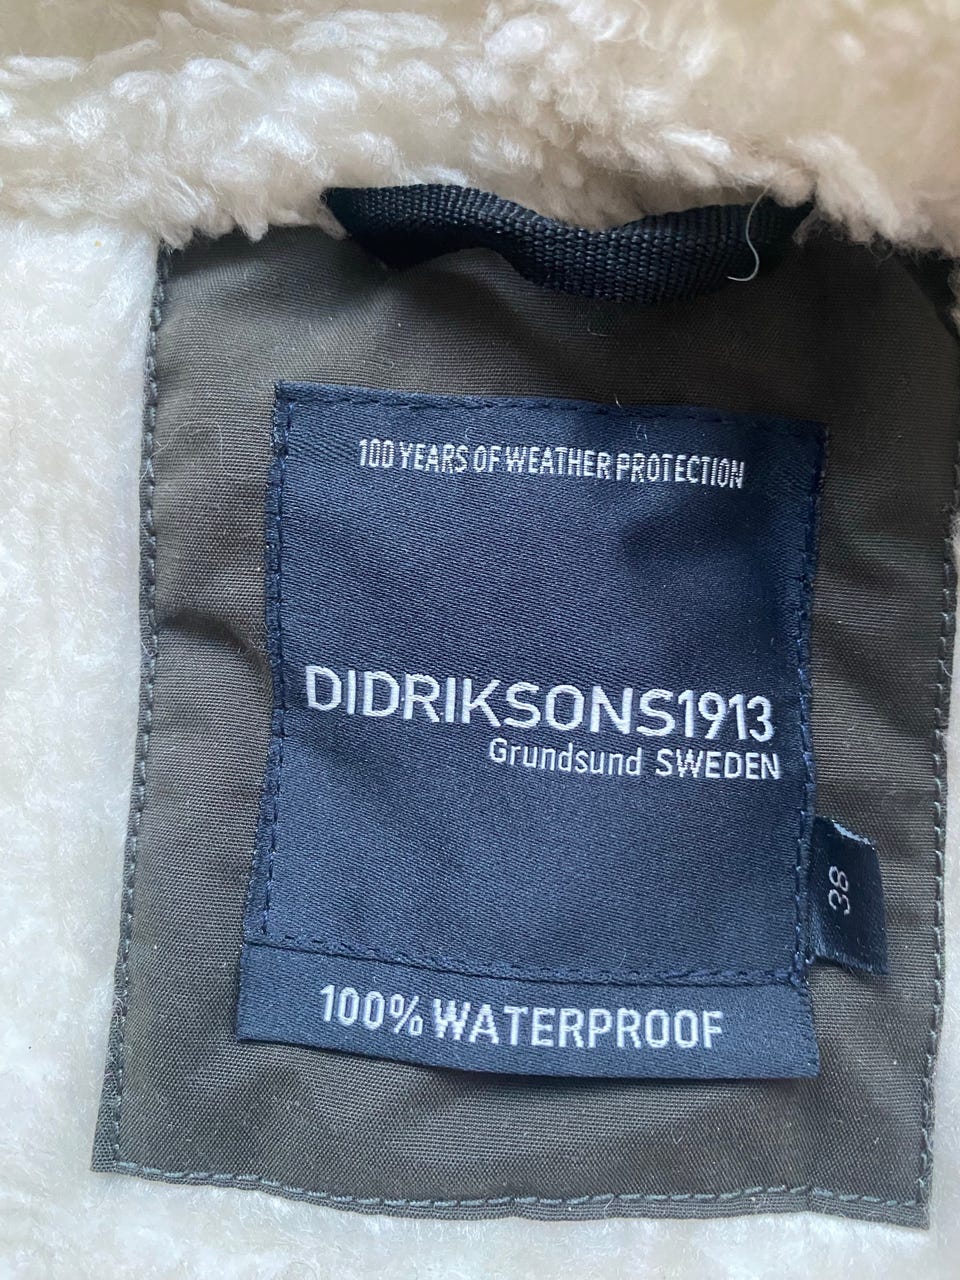 100 YEARS OF WEATHER PROTECTION
DIDRIKSONS1913
Grundsund SWEDEN
38
100% WATERPROOF